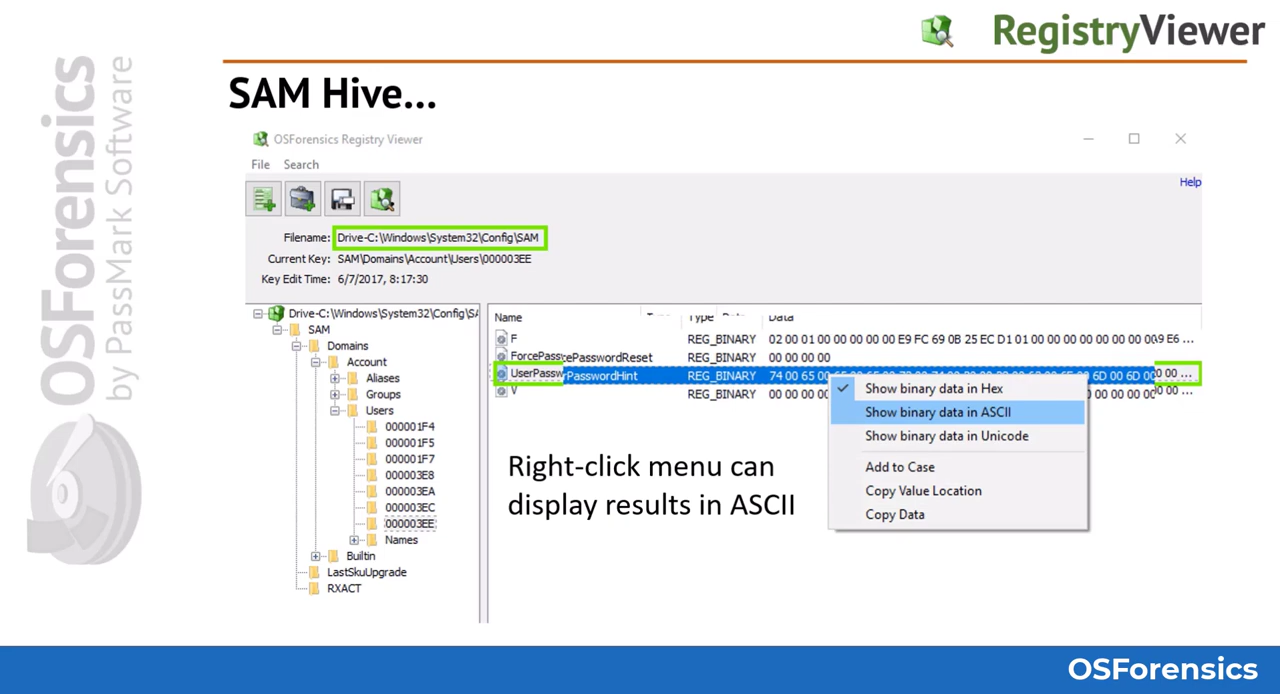 RegistryViewer
OSForensics
by PassMark Software
SAM Hive...
OSForensics Registry Viewer
File Search
Help
Filename: Drive-C:\Windows\System32\Config\SAM
Current Key: SAM\Domains\Account\Users\000003EE
Key Edit Time: 6/7/2017, 8:17:30
Drive-C:\Windows\System32\Config\SA
SAM
Domains
Account
Aliases
Groups
Users
000001F4
000001F5
000001F7
000003E8
000003EA
000003EC
000003EE
Names
Builtin
LastSkuUpgrade
RXACT
Name Type Data
F REG_BINARY 02 00 01 00 00 00 00 00 E9 FC 69 0B 25 EC D1 01 00 00 00 00 00 00 00 00 A9 E6 ...
ForcePasswordReset REG_BINARY 00 00 00 00
UserPasswordHint REG_BINARY 74 00 65 00 6D 00 00 00 ...
V REG_BINARY 00 00 00 00 00 ...
Show binary data in Hex
Show binary data in ASCII
Show binary data in Unicode
Add to Case
Copy Value Location
Copy Data
Right-click menu can
display results in ASCII
OSForensics